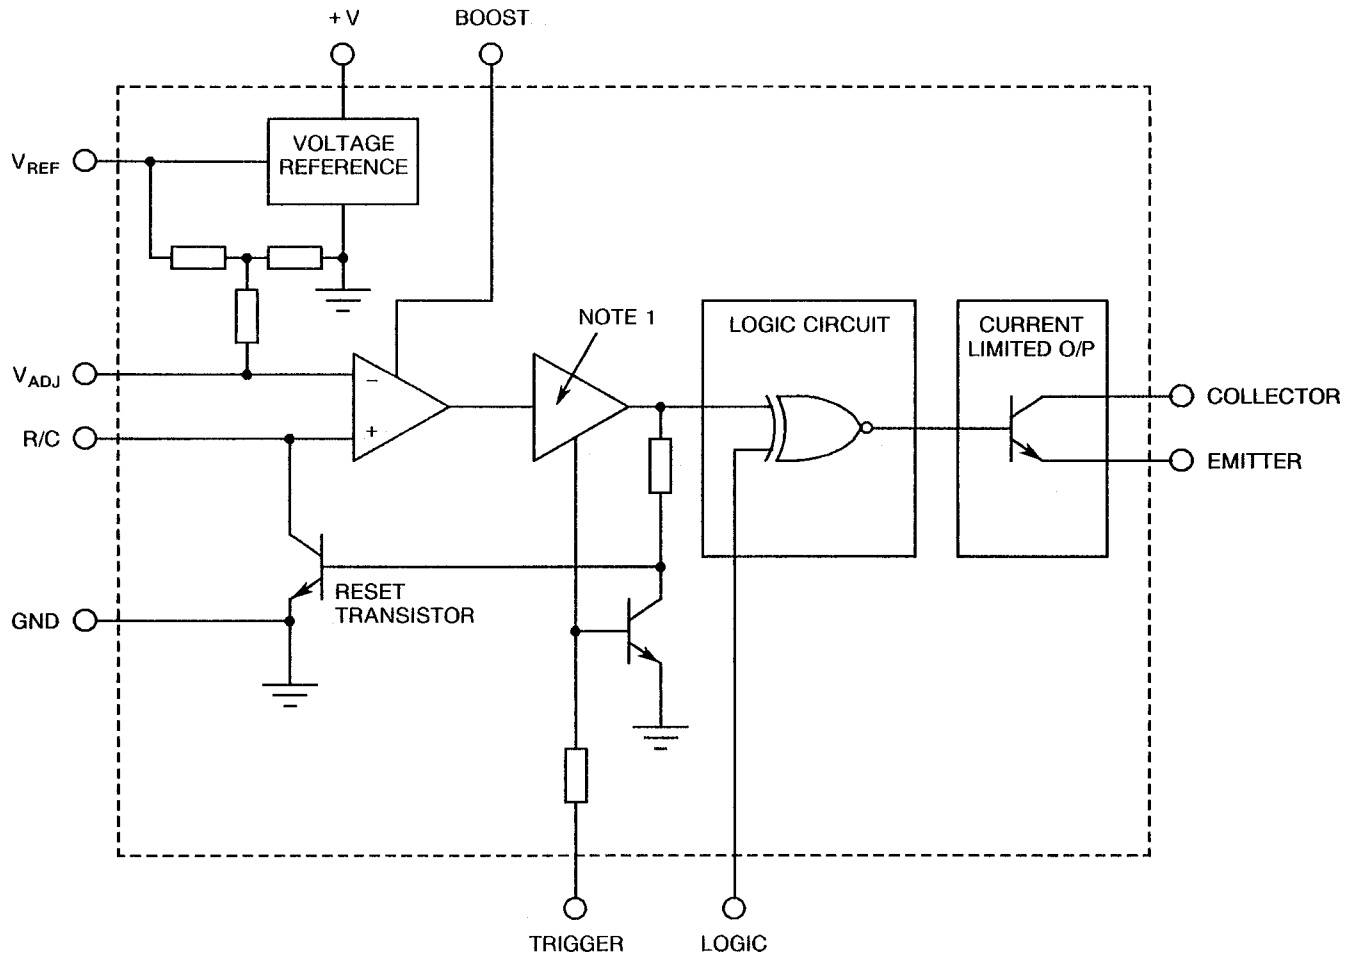 +V
BOOST
VOLTAGE
REFERENCE
VREF
NOTE 1
LOGIC CIRCUIT
CURRENT
LIMITED O/P
VADJ
−
COLLECTOR
R/C
+
EMITTER
RESET
TRANSISTOR
GND
TRIGGER
LOGIC